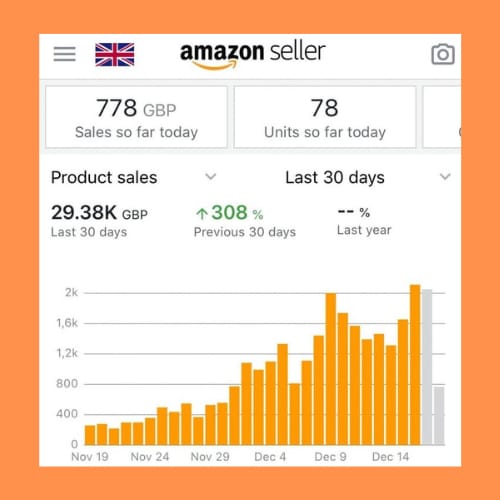 amazon seller
778 GBP
Sales so far today
78
Units so far today
Product sales
Last 30 days
29.38K GBP
Last 30 days
↑308 %
Previous 30 days
-- %
Last year
2k
1,6k
1,2k
800
400
0
Nov 19 Nov 24 Nov 29 Dec 4 Dec 9 Dec 14